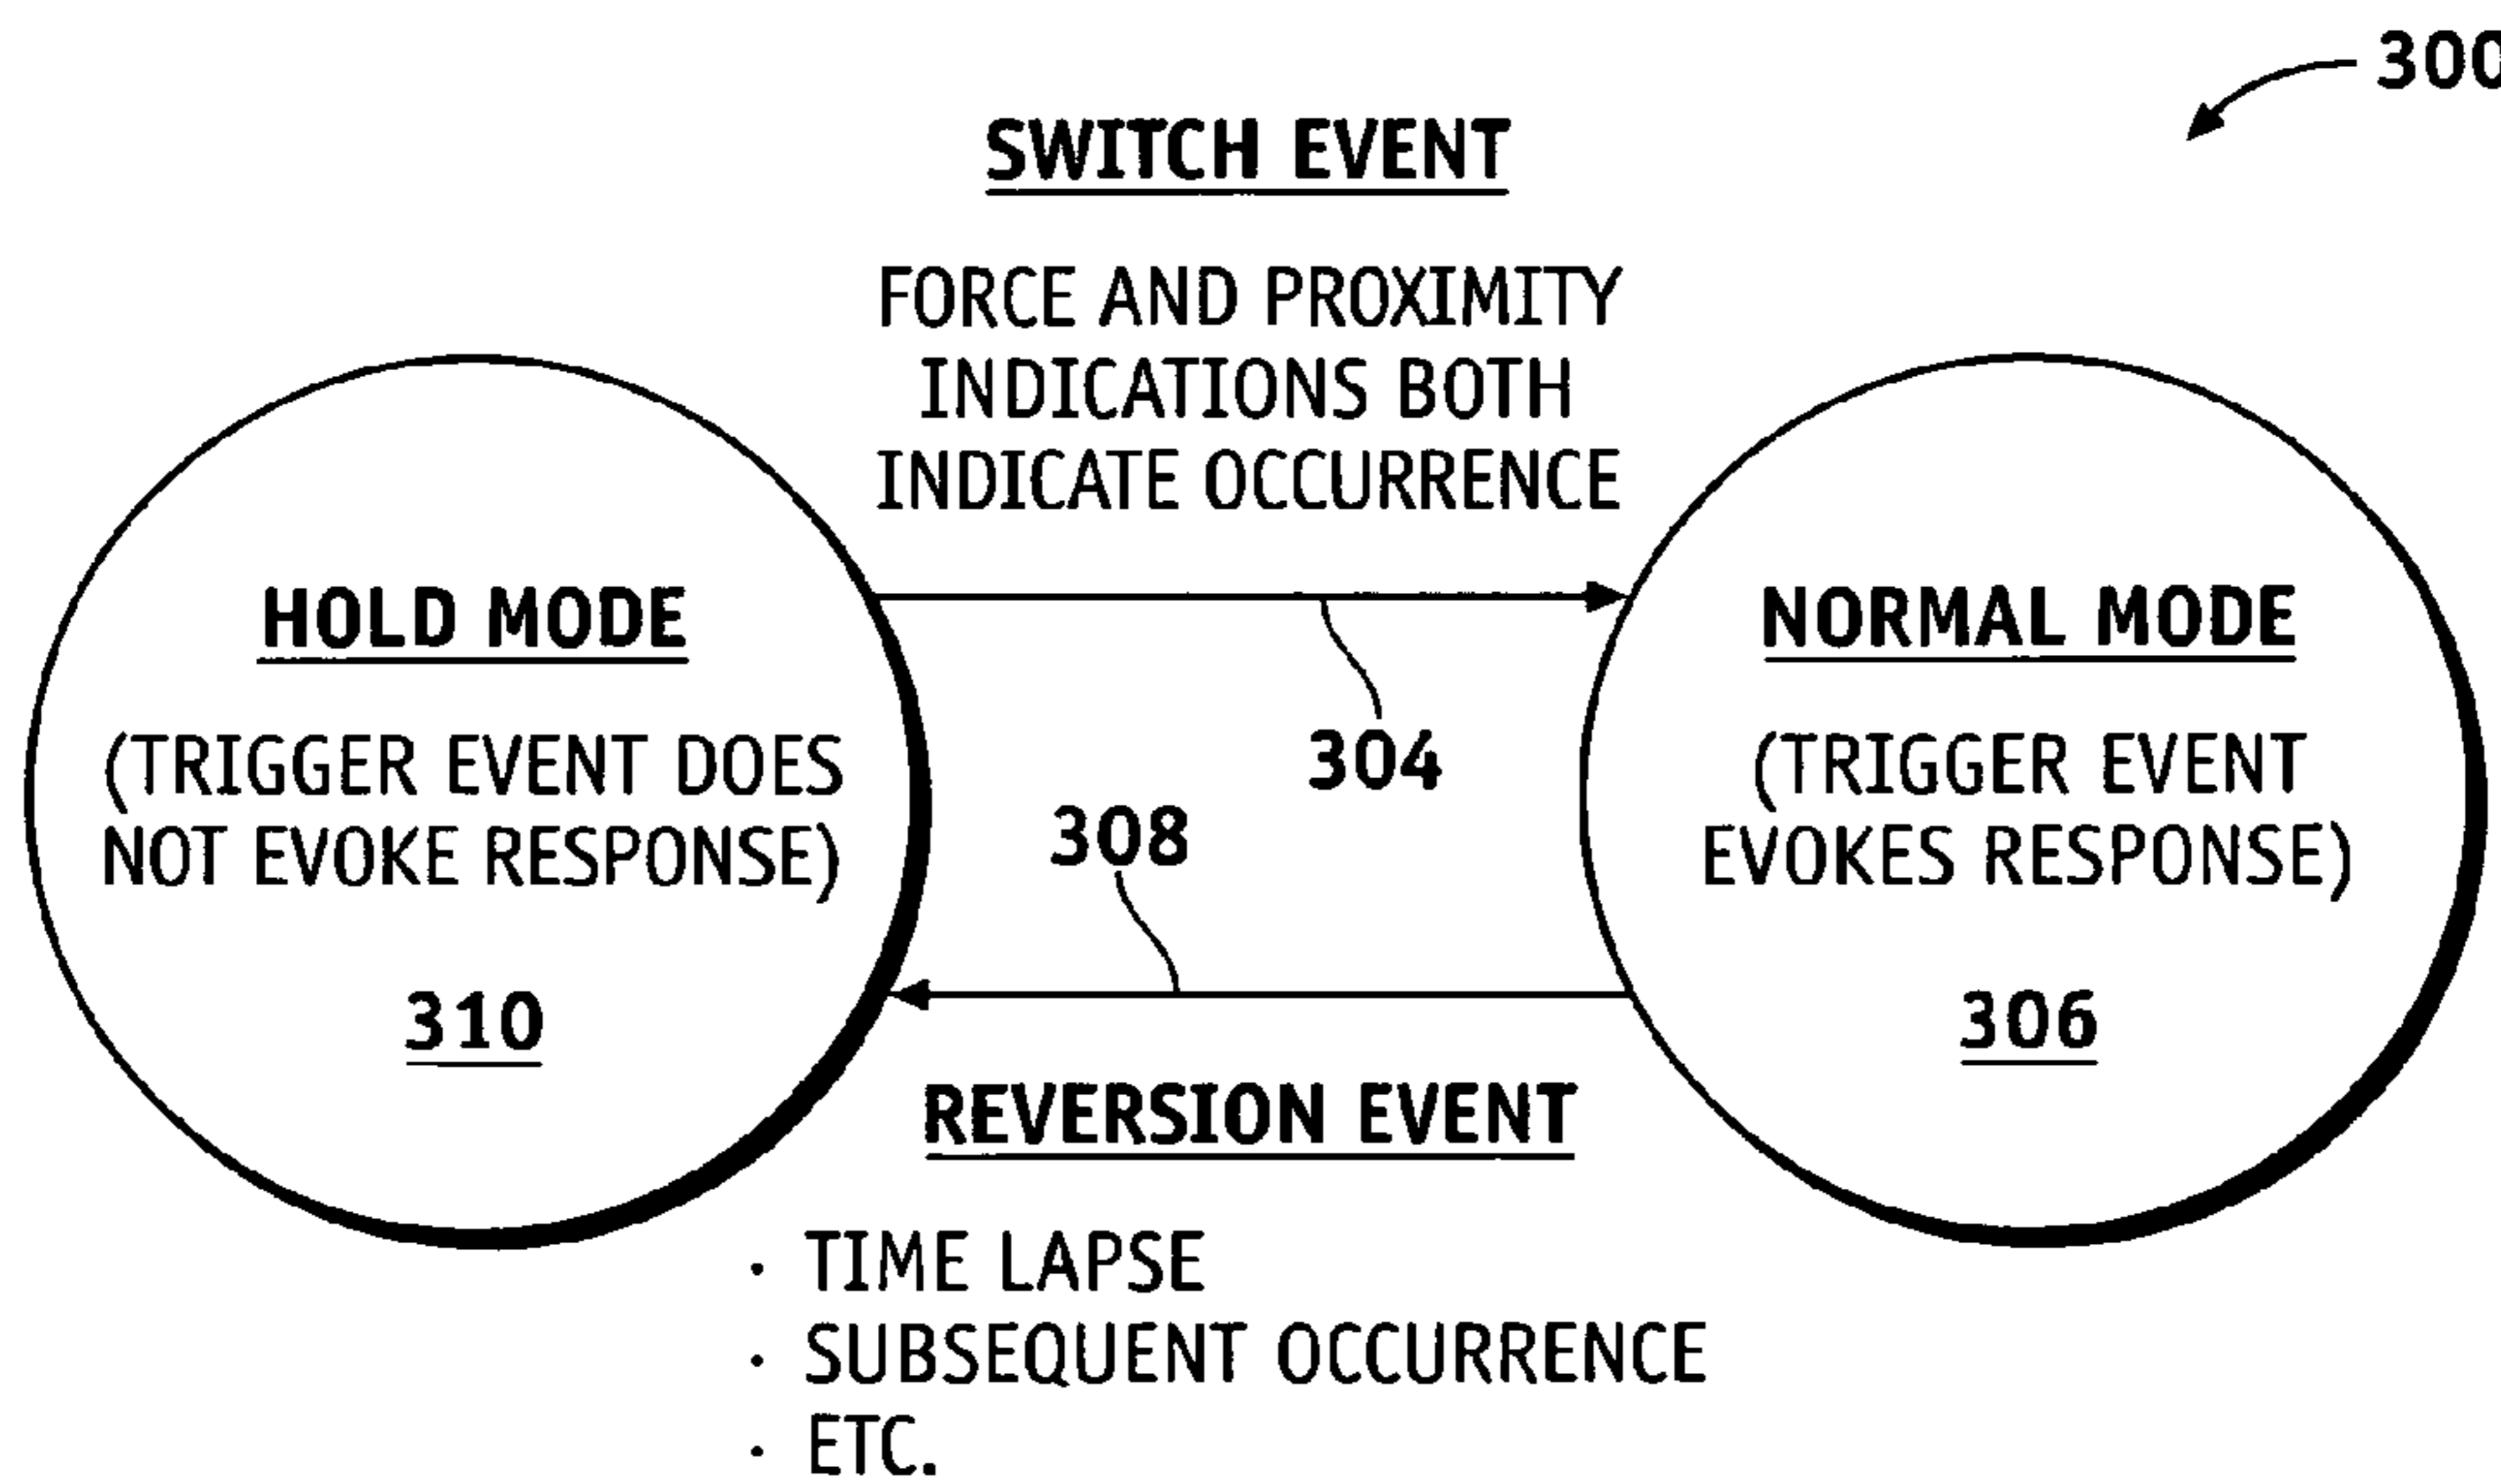 300
SWITCH EVENT
FORCE AND PROXIMITY
INDICATIONS BOTH
INDICATE OCCURRENCE
HOLD MODE
(TRIGGER EVENT DOES
NOT EVOKE RESPONSE)
310
304
308
NORMAL MODE
(TRIGGER EVENT
EVOKES RESPONSE)
306
REVERSION EVENT
· TIME LAPSE
· SUBSEQUENT OCCURRENCE
· ETC.